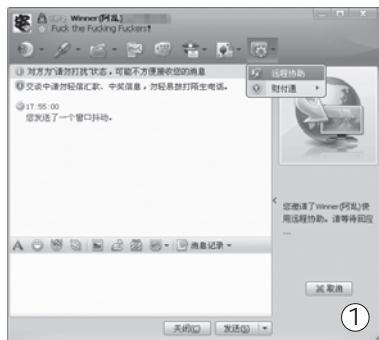 Winner(阿乱)
Fuck the Fucking Fuckers!
对方为“请勿打扰”状态，可能不方便接收您的消息
交谈中请勿轻信汇款、中奖信息，勿轻易拨打陌生电话。
远程协助
财付通
17:55:00
您发送了一个窗口抖动。
您邀请了Winner(阿乱)使
用远程协助。请等待回应
...
取消
消息记录
关闭(C)
发送(S)
1